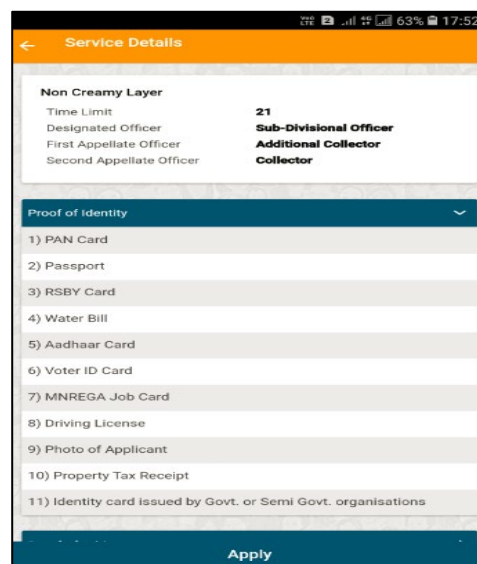 63% 17:52
Service Details
Non Creamy Layer
Time Limit 21
Designated Officer Sub-Divisional Officer
First Appellate Officer Additional Collector
Second Appellate Officer Collector
Proof of Identity
1) PAN Card
2) Passport
3) RSBY Card
4) Water Bill
5) Aadhaar Card
6) Voter ID Card
7) MNREGA Job Card
8) Driving License
9) Photo of Applicant
10) Property Tax Receipt
11) Identity card issued by Govt. or Semi Govt. organisations
Apply